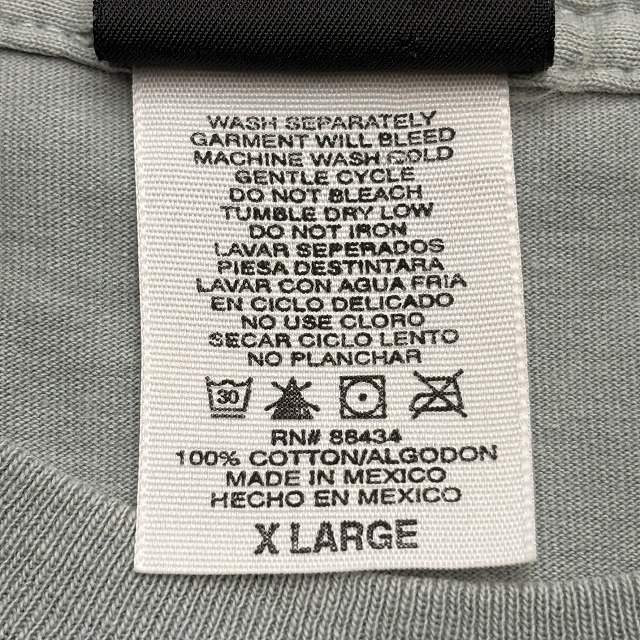 WASH SEPARATELY
GARMENT WILL BLEED
MACHINE WASH COLD
GENTLE CYCLE
DO NOT BLEACH
TUMBLE DRY LOW
DO NOT IRON
LAVAR SEPERADOS
PIESA DESTINTARA
LAVAR CON AGUA FRIA
EN CICLO DELICADO
NO USE CLORO
SECAR CICLO LENTO
NO PLANCHAR
30
RN# 88434
100% COTTON/ALGODON
MADE IN MEXICO
HECHO EN MEXICO
X LARGE